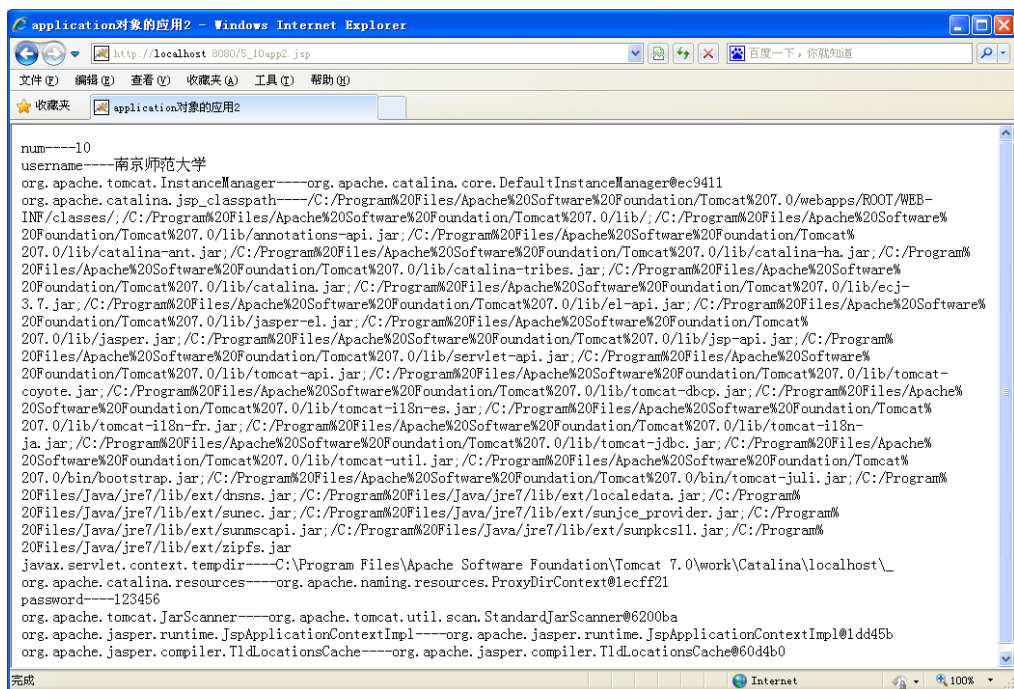 application对象的应用2 - Windows Internet Explorer
http://localhost:8080/5_10app2.jsp
百度一下，你就知道
文件(F) 编辑(E) 查看(V) 收藏夹(A) 工具(T) 帮助(H)
收藏夹 application对象的应用2
num----10
username----南京师范大学
org.apache.tomcat.InstanceManager----org.apache.catalina.core.DefaultInstanceManager@ec9411
org.apache.catalina.jsp_classpath----/C:/Program%20Files/Apache%20Software%20Foundation/Tomcat%207.0/webapps/ROOT/WEB-
INF/classes/;/C:/Program%20Files/Apache%20Software%20Foundation/Tomcat%207.0/lib/;/C:/Program%20Files/Apache%20Software%
20Foundation/Tomcat%207.0/lib/annotations-api.jar;/C:/Program%20Files/Apache%20Software%20Foundation/Tomcat%
207.0/lib/catalina-ant.jar;/C:/Program%20Files/Apache%20Software%20Foundation/Tomcat%207.0/lib/catalina-ha.jar;/C:/Program%
20Files/Apache%20Software%20Foundation/Tomcat%207.0/lib/catalina-tribes.jar;/C:/Program%20Files/Apache%20Software%
20Foundation/Tomcat%207.0/lib/catalina.jar;/C:/Program%20Files/Apache%20Software%20Foundation/Tomcat%207.0/lib/ecj-
3.7.jar;/C:/Program%20Files/Apache%20Software%20Foundation/Tomcat%207.0/lib/el-api.jar;/C:/Program%20Files/Apache%20Software%
20Foundation/Tomcat%207.0/lib/jasper-el.jar;/C:/Program%20Files/Apache%20Software%20Foundation/Tomcat%
207.0/lib/jasper.jar;/C:/Program%20Files/Apache%20Software%20Foundation/Tomcat%207.0/lib/jsp-api.jar;/C:/Program%
20Files/Apache%20Software%20Foundation/Tomcat%207.0/lib/servlet-api.jar;/C:/Program%20Files/Apache%20Software%
20Foundation/Tomcat%207.0/lib/tomcat-api.jar;/C:/Program%20Files/Apache%20Software%20Foundation/Tomcat%207.0/lib/tomcat-
coyote.jar;/C:/Program%20Files/Apache%20Software%20Foundation/Tomcat%207.0/lib/tomcat-dbcp.jar;/C:/Program%20Files/Apache%
20Software%20Foundation/Tomcat%207.0/lib/tomcat-i18n-es.jar;/C:/Program%20Files/Apache%20Software%20Foundation/Tomcat%
207.0/lib/tomcat-i18n-fr.jar;/C:/Program%20Files/Apache%20Software%20Foundation/Tomcat%207.0/lib/tomcat-i18n-
ja.jar;/C:/Program%20Files/Apache%20Software%20Foundation/Tomcat%207.0/lib/tomcat-jdbc.jar;/C:/Program%20Files/Apache%
20Software%20Foundation/Tomcat%207.0/lib/tomcat-util.jar;/C:/Program%20Files/Apache%20Software%20Foundation/Tomcat%
207.0/bin/bootstrap.jar;/C:/Program%20Files/Apache%20Software%20Foundation/Tomcat%207.0/bin/tomcat-juli.jar;/C:/Program%
20Files/Java/jre7/lib/ext/dnsns.jar;/C:/Program%20Files/Java/jre7/lib/ext/localedata.jar;/C:/Program%
20Files/Java/jre7/lib/ext/sunec.jar;/C:/Program%20Files/Java/jre7/lib/ext/sunjce_provider.jar;/C:/Program%
20Files/Java/jre7/lib/ext/sunmscapi.jar;/C:/Program%20Files/Java/jre7/lib/ext/sunpkcs11.jar;/C:/Program%
20Files/Java/jre7/lib/ext/zipfs.jar
javax.servlet.context.tempdir----C:\Program Files\Apache Software Foundation\Tomcat 7.0\work\Catalina\localhost\_
org.apache.catalina.resources----org.apache.naming.resources.ProxyDirContext@1ecff21
password----123456
org.apache.tomcat.JarScanner----org.apache.tomcat.util.scan.StandardJarScanner@6200ba
org.apache.jasper.runtime.JspApplicationContextImpl----org.apache.jasper.runtime.JspApplicationContextImpl@1dd45b
org.apache.jasper.compiler.TldLocationsCache----org.apache.jasper.compiler.TldLocationsCache@60d4b0
完成 Internet 100%